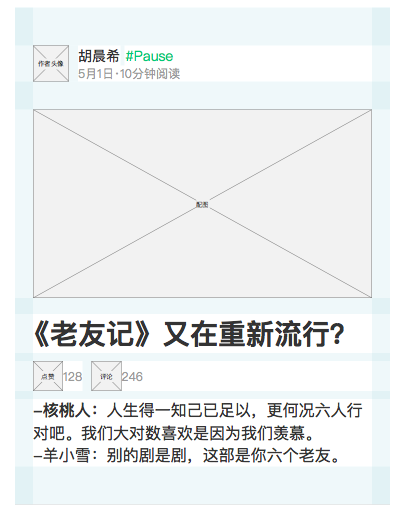 作者头像
胡晨希 #Pause
5月1日·10分钟阅读
配图
《老友记》又在重新流行？
点赞 128 评论 246
–核桃人：人生得一知己已足以，更何况六人行
对吧。我们大对数喜欢是因为我们羡慕。
–羊小雪：别的剧是剧，这部是你六个老友。